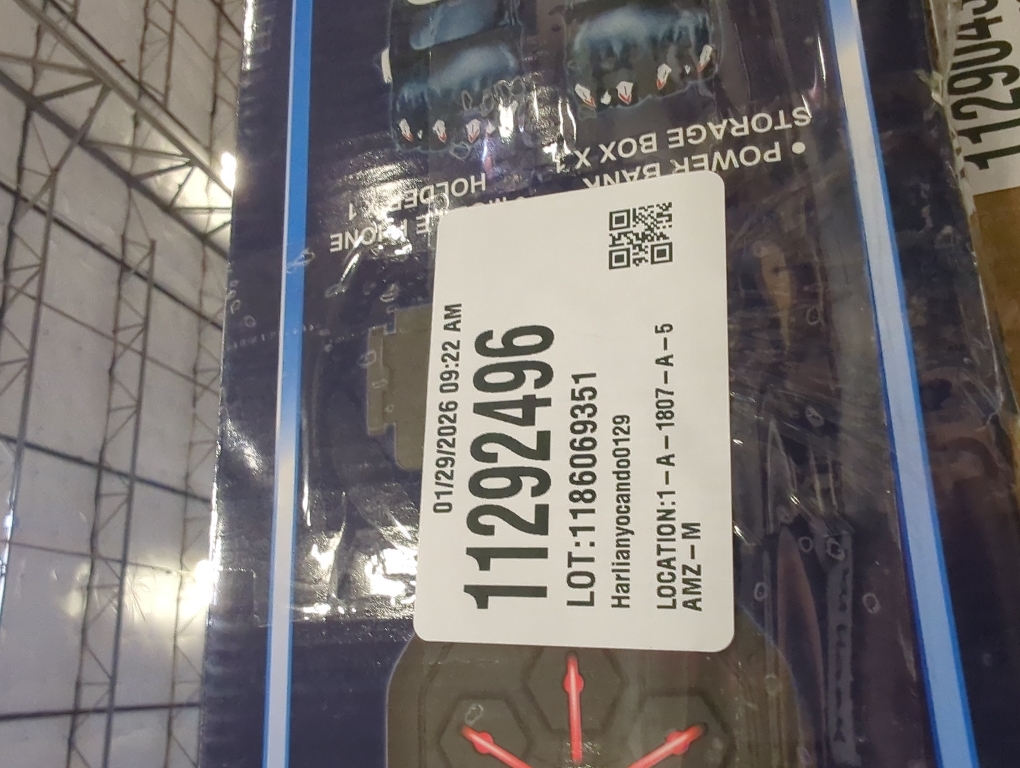 01/29/2026 09:22 AM
11292496
LOT:1186069351
Harlianyocando0129
LOCATION:1-A-1807-A-5
AMZ-M
• POWER BANK
STORAGE BOX X 1
HOLDER